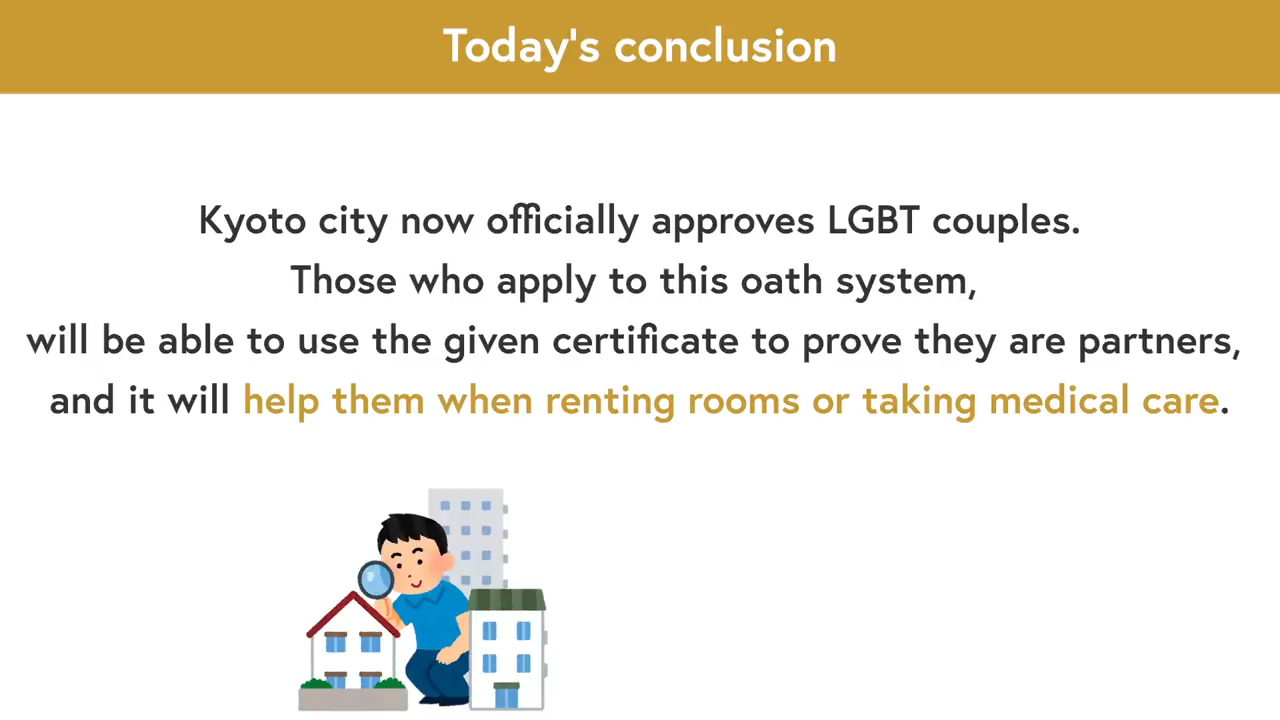 Today's conclusion
Kyoto city now officially approves LGBT couples.
Those who apply to this oath system,
will be able to use the given certificate to prove they are partners,
and it will help them when renting rooms or taking medical care.